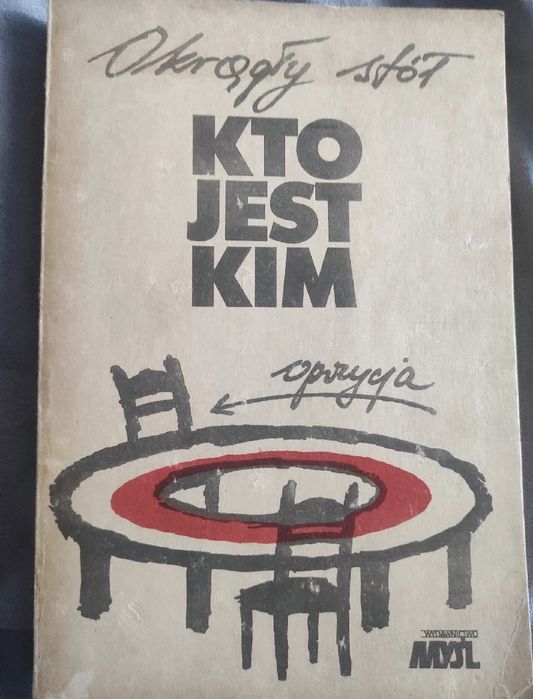 Okrągły stół
KTO
JEST
KIM
opozycja
WYDAWNICTWO
MYŚL